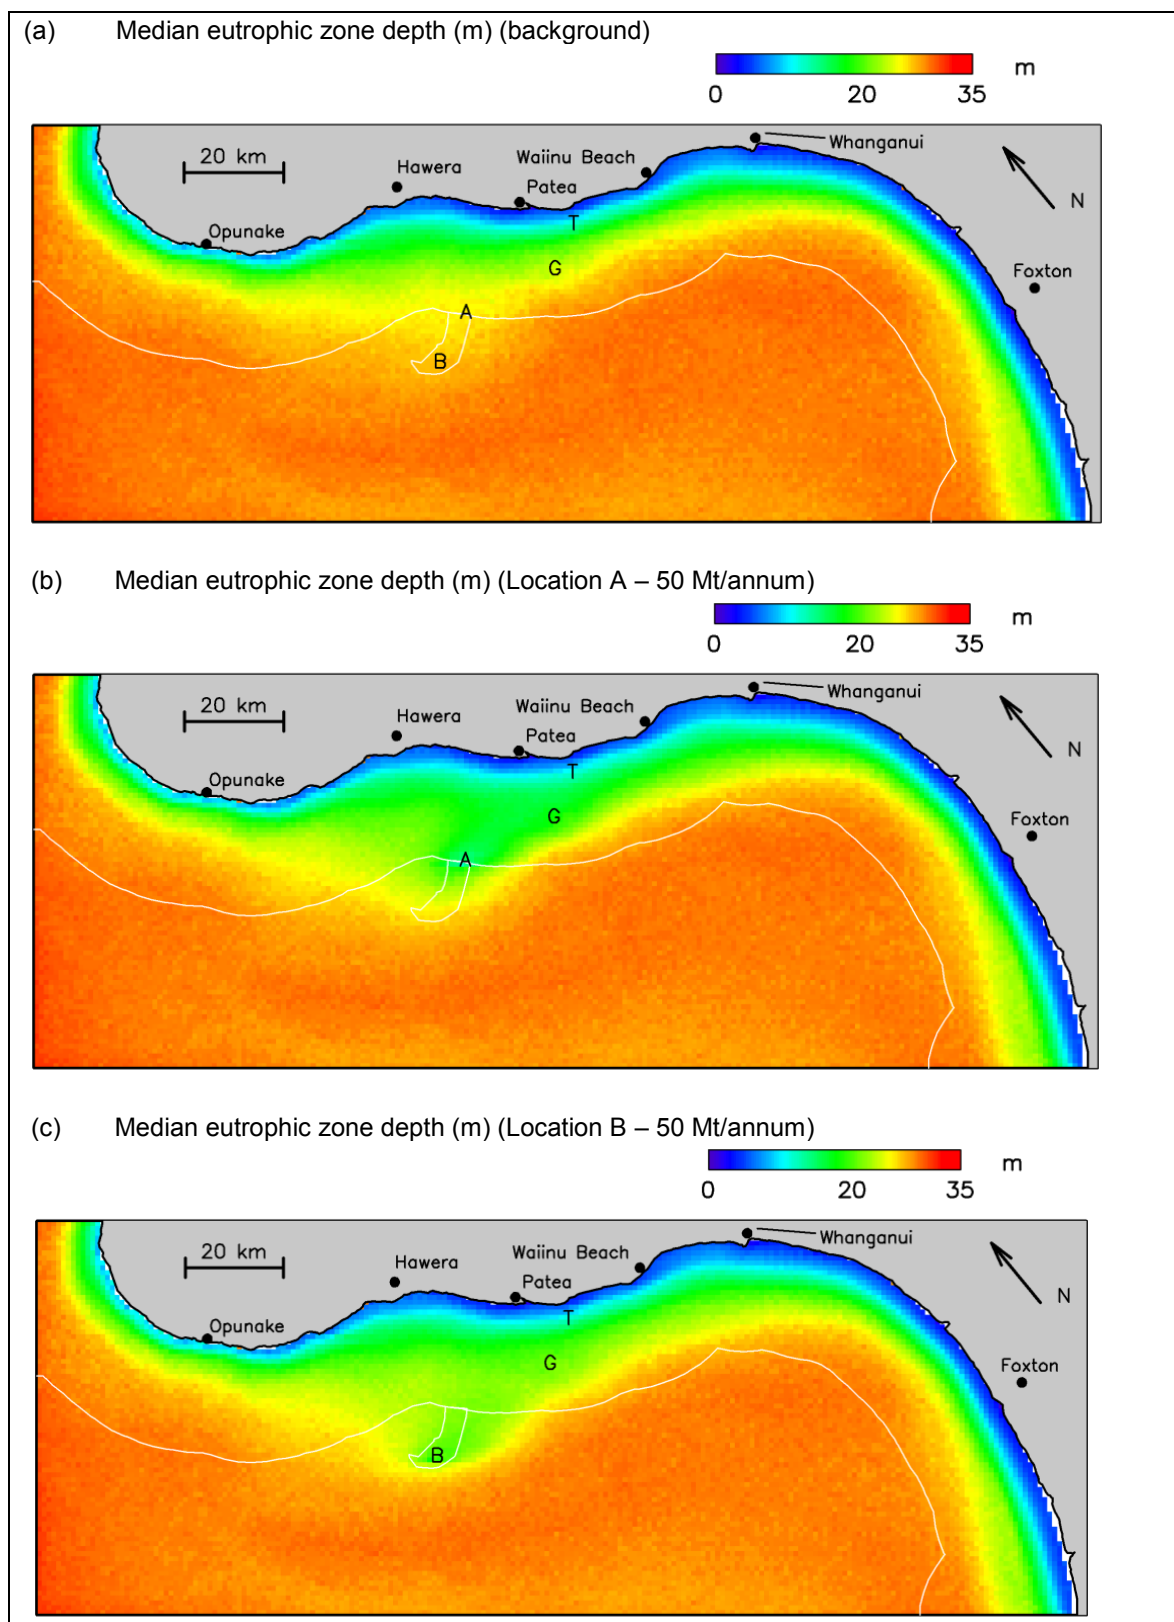 (a) Median eutrophic zone depth (m) (background)
m
0 20 35
Whanganui
20 km
Waiinu Beach
Hawera
Patea
N
T
Opunake
G
Foxton
A
B
(b) Median eutrophic zone depth (m) (Location A – 50 Mt/annum)
m
0 20 35
Whanganui
20 km
Waiinu Beach
Hawera
Patea
N
T
Opunake
G
Foxton
A
(c) Median eutrophic zone depth (m) (Location B – 50 Mt/annum)
m
0 20 35
Whanganui
20 km
Waiinu Beach
Hawera
Patea
N
T
Opunake
G
Foxton
B